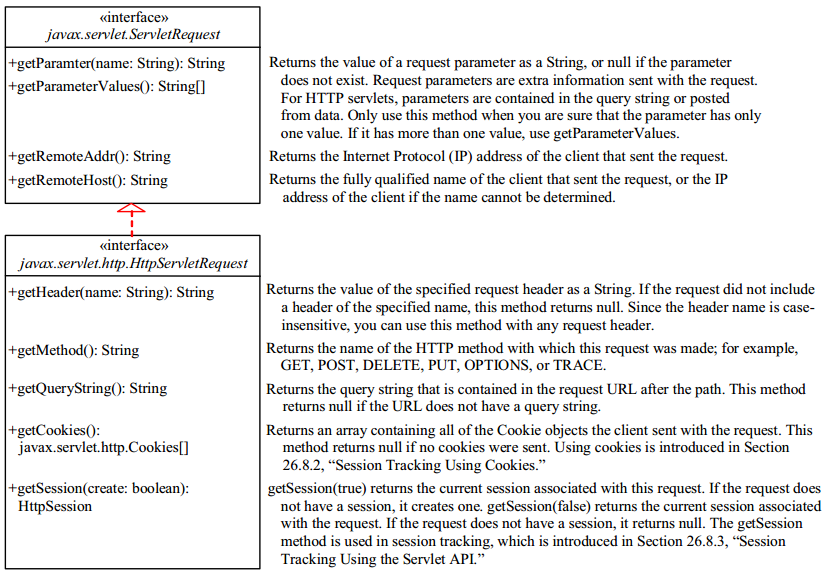 «interface»
javax.servlet.ServletRequest
+getParamter(name: String): String
Returns the value of a request parameter as a String, or null if the parameter
does not exist. Request parameters are extra information sent with the request.
+getParameterValues(): String[]
For HTTP servlets, parameters are contained in the query string or posted
from data. Only use this method when you are sure that the parameter has only
one value. If it has more than one value, use getParameterValues.
+getRemoteAddr(): String
Returns the Internet Protocol (IP) address of the client that sent the request.
+getRemoteHost(): String
Returns the fully qualified name of the client that sent the request, or the IP
address of the client if the name cannot be determined.
«interface»
javax.servlet.http.HttpServletRequest
+getHeader(name: String): String
Returns the value of the specified request header as a String. If the request did not include
a header of the specified name, this method returns null. Since the header name is case-
insensitive, you can use this method with any request header.
+getMethod(): String
Returns the name of the HTTP method with which this request was made; for example,
GET, POST, DELETE, PUT, OPTIONS, or TRACE.
+getQueryString(): String
Returns the query string that is contained in the request URL after the path. This method
returns null if the URL does not have a query string.
+getCookies():
javax.servlet.http.Cookies[]
Returns an array containing all of the Cookie objects the client sent with the request. This
method returns null if no cookies were sent. Using cookies is introduced in Section
26.8.2, “Session Tracking Using Cookies.”
+getSession(create: boolean):
HttpSession
getSession(true) returns the current session associated with this request. If the request does
not have a session, it creates one. getSession(false) returns the current session associated
with the request. If the request does not have a session, it returns null. The getSession
method is used in session tracking, which is introduced in Section 26.8.3, “Session
Tracking Using the Servlet API.”